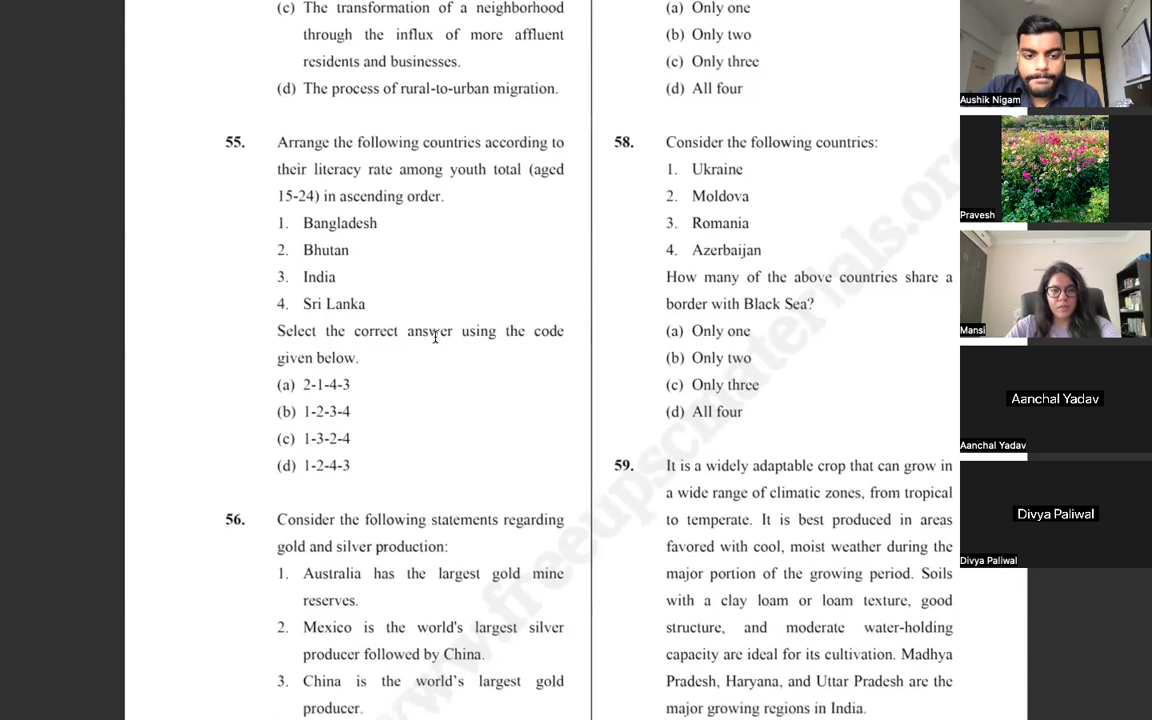 (c) The transformation of a neighborhood
through the influx of more affluent
residents and businesses.
(d) The process of rural-to-urban migration.
55. Arrange the following countries according to
their literacy rate among youth total (aged
15-24) in ascending order.
1. Bangladesh
2. Bhutan
3. India
4. Sri Lanka
Select the correct answer using the code
given below.
(a) 2-1-4-3
(b) 1-2-3-4
(c) 1-3-2-4
(d) 1-2-4-3
56. Consider the following statements regarding
gold and silver production:
1. Australia has the largest gold mine
reserves.
2. Mexico is the world's largest silver
producer followed by China.
3. China is the world's largest gold
producer.
(a) Only one
(b) Only two
(c) Only three
(d) All four
58. Consider the following countries:
1. Ukraine
2. Moldova
3. Romania
4. Azerbaijan
How many of the above countries share a
border with Black Sea?
(a) Only one
(b) Only two
(c) Only three
(d) All four
59. It is a widely adaptable crop that can grow in
a wide range of climatic zones, from tropical
to temperate. It is best produced in areas
favored with cool, moist weather during the
major portion of the growing period. Soils
with a clay loam or loam texture, good
structure, and moderate water-holding
capacity are ideal for its cultivation. Madhya
Pradesh, Haryana, and Uttar Pradesh are the
major growing regions in India.
www.freeupscmaterials.org
Aushik Nigam
Pravesh
Mansi
Aanchal Yadav
Aanchal Yadav
Divya Paliwal
Divya Paliwal